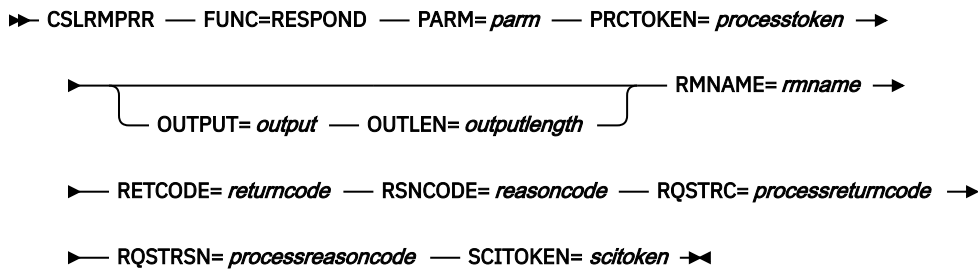 CSLRMPRR FUNC=RESPOND PARM= parm PRCTOKEN= processtoken
RMNAME= rmname
OUTPUT= output OUTLEN= outputlength
RETCODE= returncode RSNCODE= reasoncode RQSTRC= processreturncode
RQSTRSN= processreasoncode SCITOKEN= scitoken